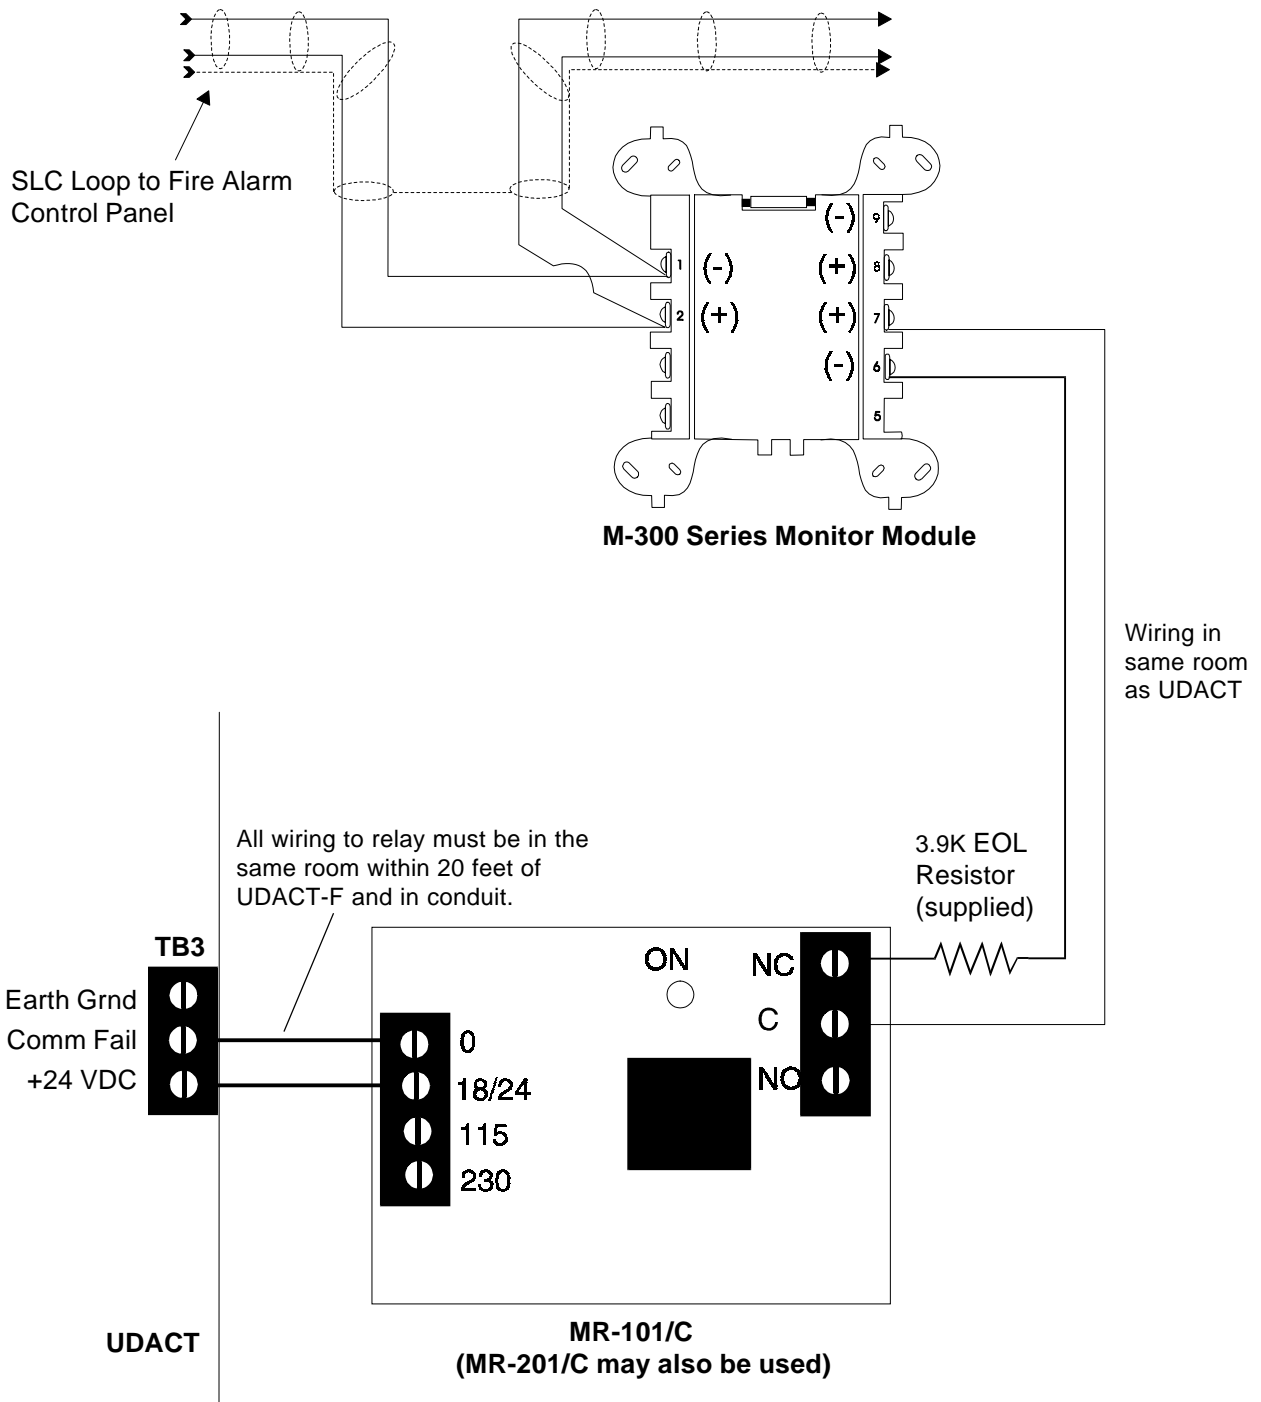 SLC Loop to Fire Alarm
Control Panel
(-) 9
1 (-) (+) 8
2 (+) (+) 7
(-) 6
5
M-300 Series Monitor Module
Wiring in
same room
as UDACT
All wiring to relay must be in the
same room within 20 feet of
UDACT-F and in conduit.
3.9K EOL
Resistor
(supplied)
TB3
Earth Grnd
Comm Fail
+24 VDC
ON
NC
C
NO
0
18/24
115
230
UDACT
MR-101/C
(MR-201/C may also be used)